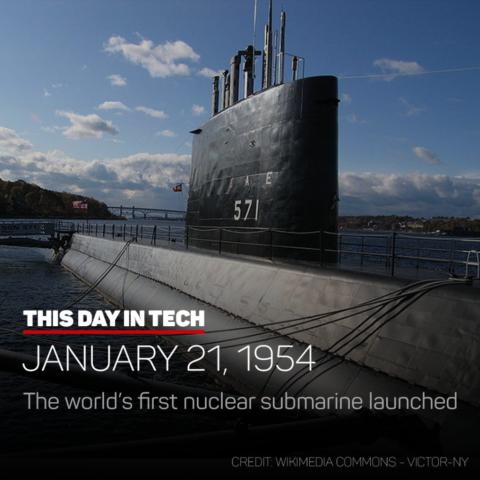 A E
571
THIS DAY IN TECH
JANUARY 21, 1954
The world's first nuclear submarine launched
CREDIT: WIKIMEDIA COMMONS - VICTOR-NY